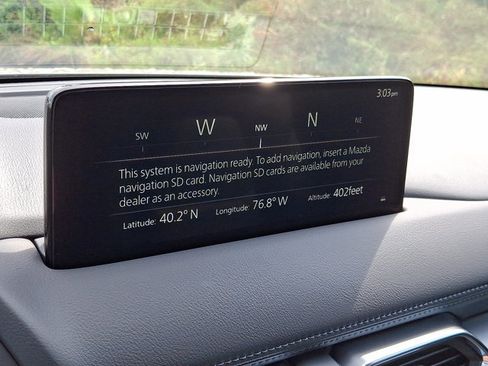 3:03pm
SW W NW N NE
This system is navigation ready. To add navigation, insert a Mazda
navigation SD card. Navigation SD cards are available from your
dealer as an accessory.
Latitude: 40.2° N Longitude: 76.8° W Altitude: 402feet